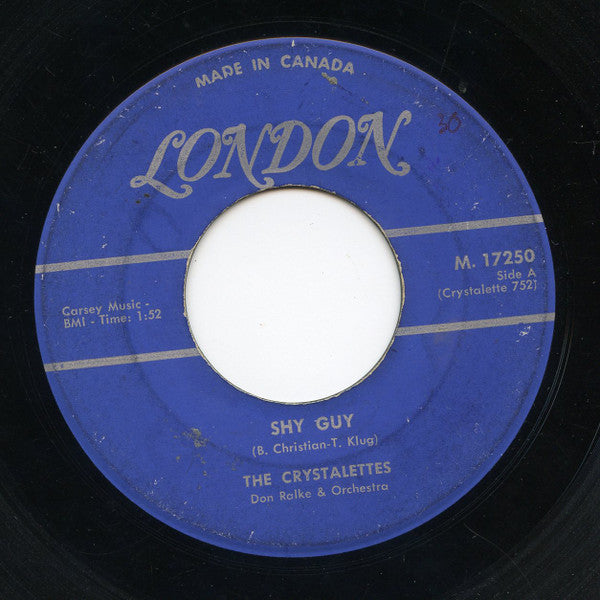 MADE IN CANADA
LONDON
30
M. 17250
Side A
(Crystalette 752)
Carsey Music -
BMI - Time: 1:52
SHY GUY
(B. Christian-T. Klug)
THE CRYSTALETTES
Don Ralke & Orchestra